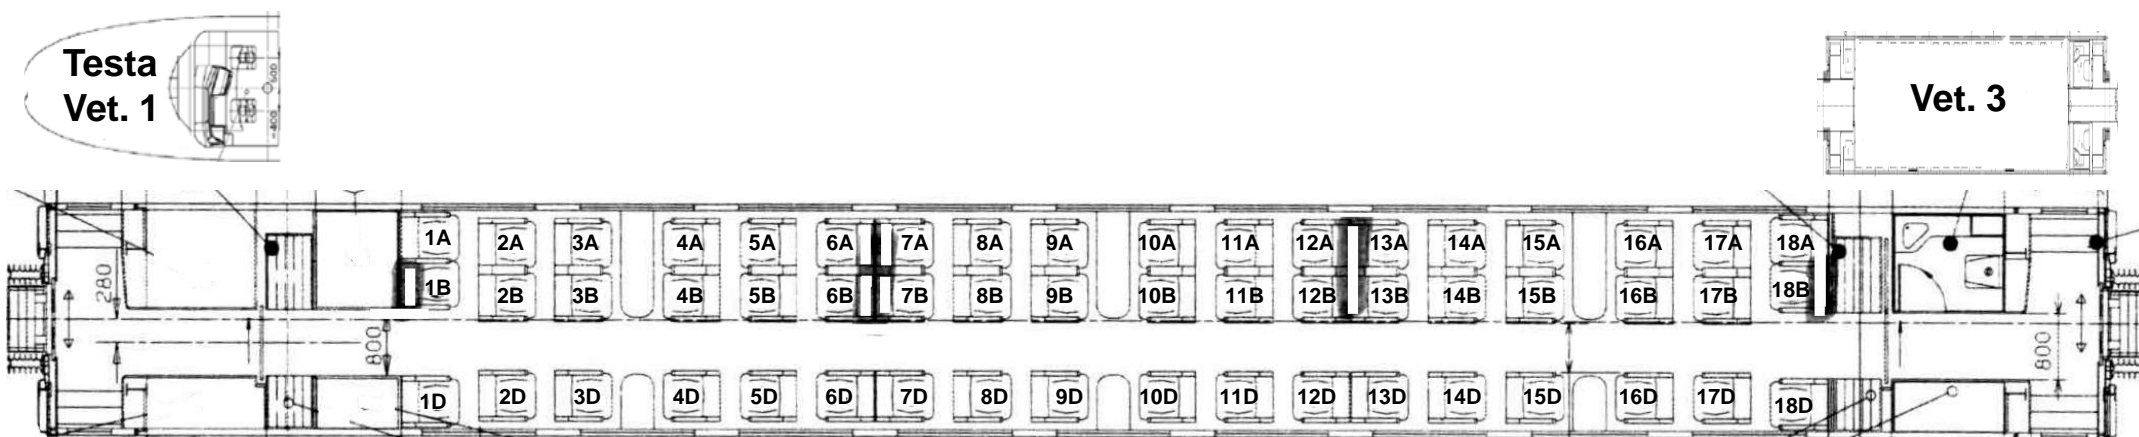 Testa
Vet. 1
500
400
Vet. 3
1A 2A 3A 4A 5A 6A 7A 8A 9A 10A 11A 12A 13A 14A 15A 16A 17A 18A
1B 2B 3B 4B 5B 6B 7B 8B 9B 10B 11B 12B 13B 14B 15B 16B 17B 18B
280
800
800
1D 2D 3D 4D 5D 6D 7D 8D 9D 10D 11D 12D 13D 14D 15D 16D 17D 18D